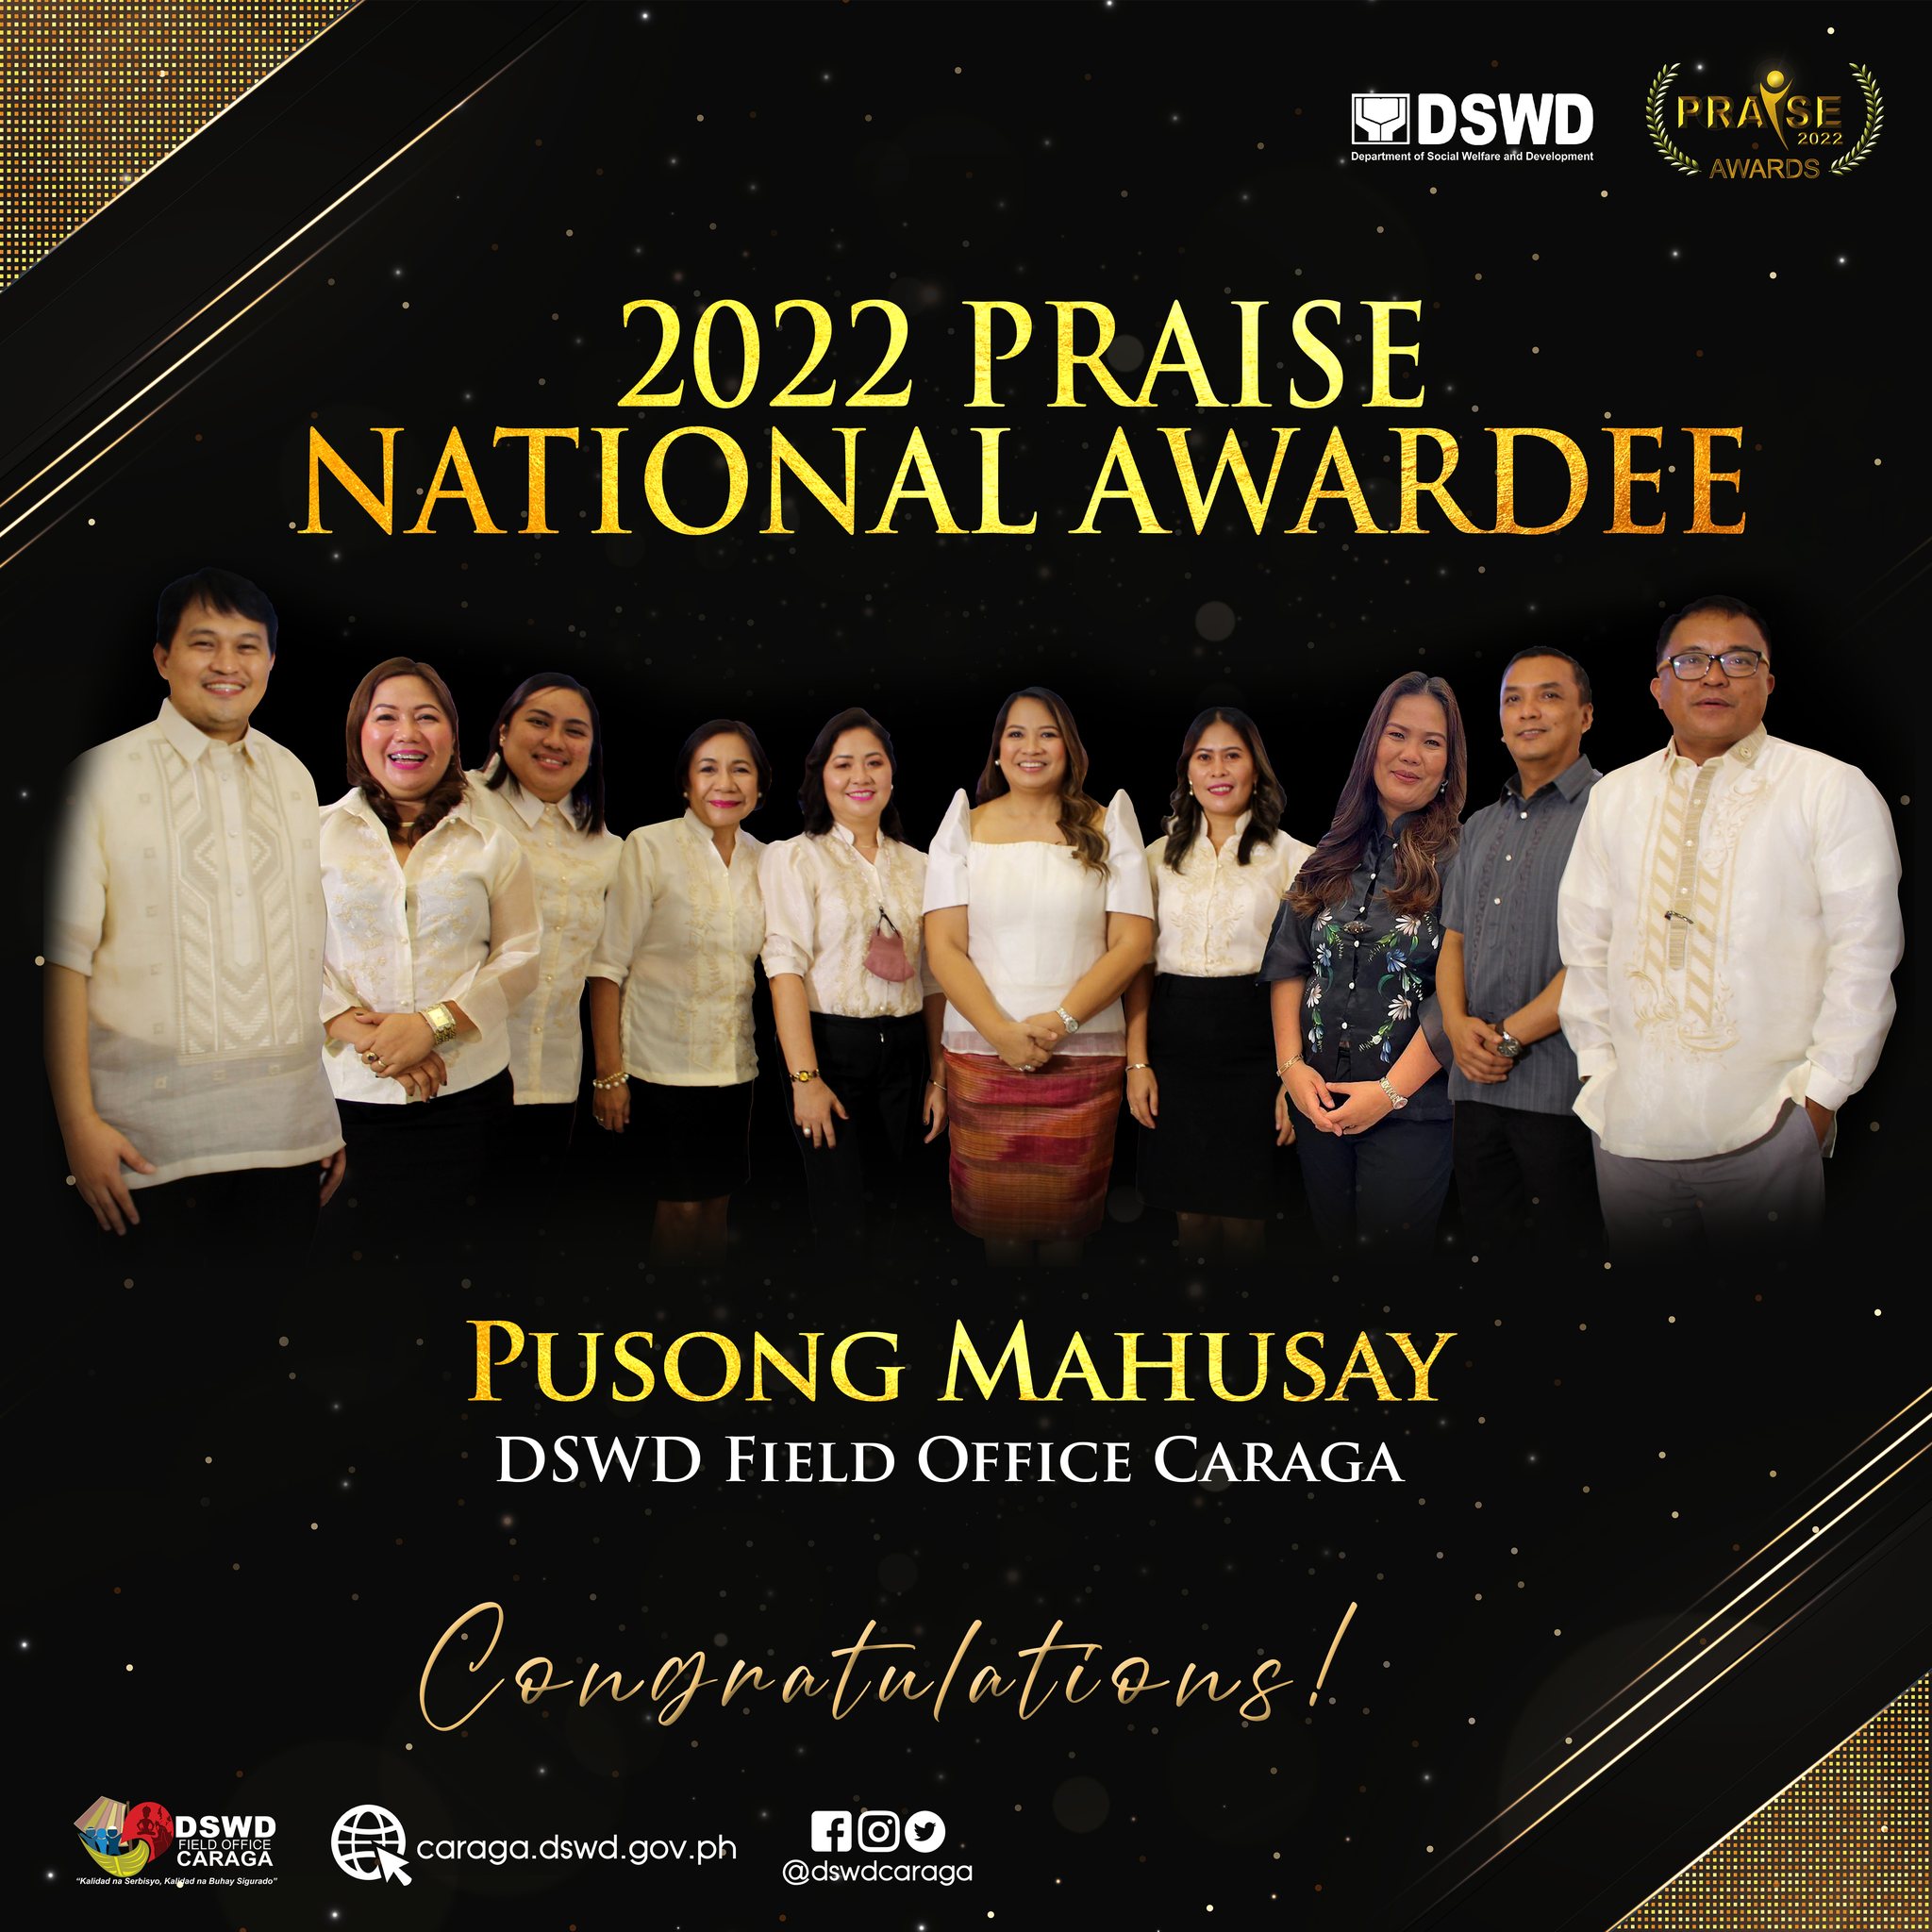 DSWD
Department of Social Welfare and Development
PRAISE
2022
AWARDS
2022 PRAISE
NATIONAL AWARDEE
PUSONG MAHUSAY
DSWD FIELD OFFICE CARAGA
Congratulations!
DSWD
FIELD OFFICE
CARAGA
"Kalidad na Serbisyo, Kalidad na Buhay Sigurado"
caraga.dswd.gov.ph
@dswdcaraga